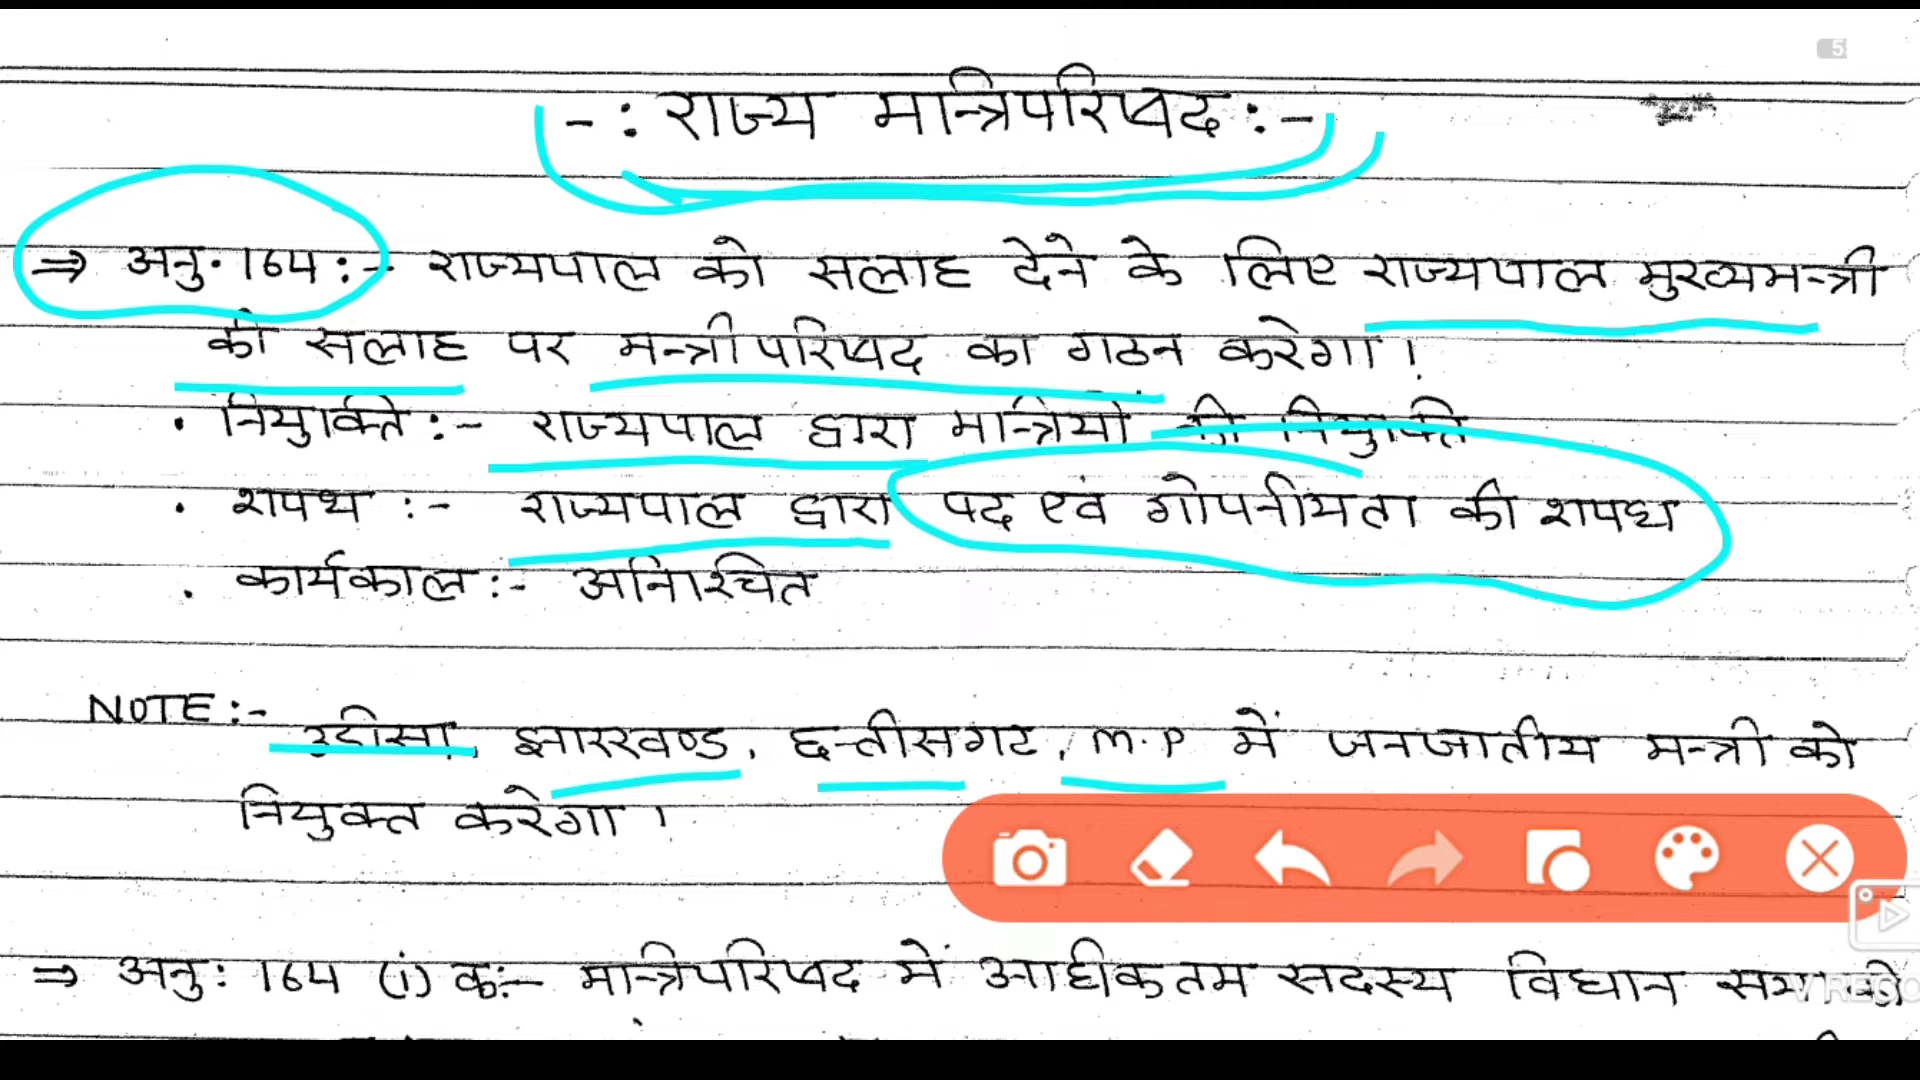 5
-: राज्य मन्त्रिपरिषद :-
⇒ अनु॰ 164 :- राज्यपाल को सलाह देने के लिए राज्यपाल मुख्यमन्त्री
की सलाह पर मन्त्रीपरिषद का गठन करेगा।
• नियुक्ति :- राज्यपाल द्वारा मन्त्रियों की नियुक्ति
• शपथ :- राज्यपाल द्वारा पद एवं गोपनीयता की शपथ
• कार्यकाल :- अनिश्चित
NOTE :-
उडीसा, झारखण्ड, छत्तीसगढ, M.P में जनजातीय मन्त्री को
नियुक्त करेगा।
⇒ अनु: 164 (i) क:- मन्त्रिपरिषद में अधिकतम सदस्य विधान सभा को
V RECO